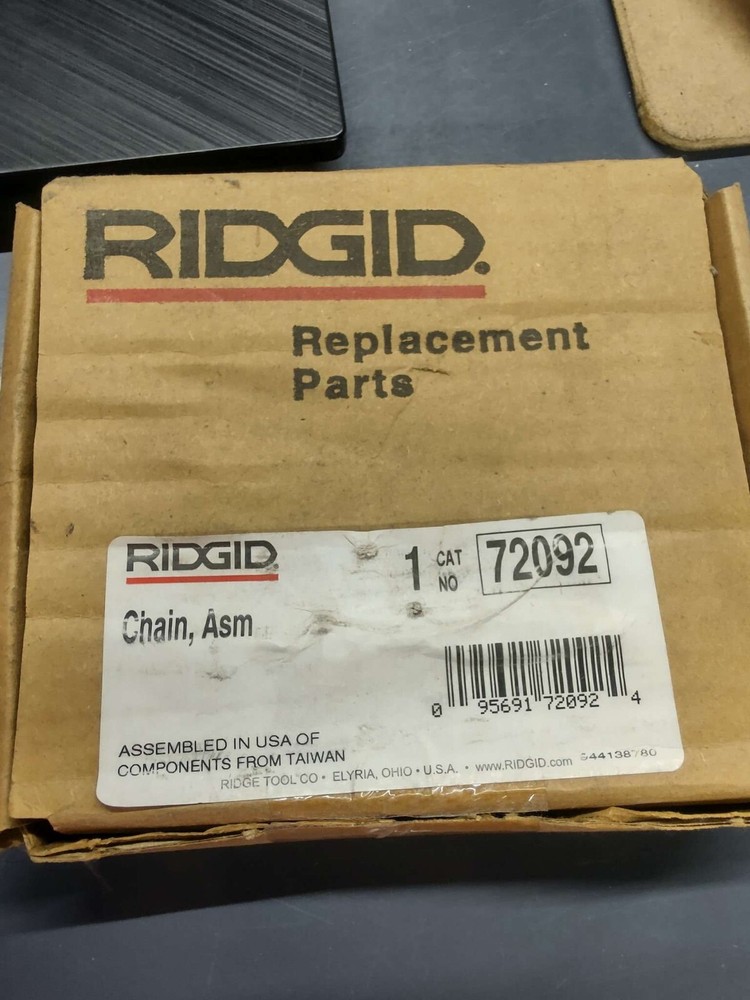 RIDGID.
Replacement
Parts
RIDGID.
1 CAT NO 72092
Chain, Asm
0 95691 72092 4
ASSEMBLED IN USA OF
COMPONENTS FROM TAIWAN
RIDGE TOOL CO • ELYRIA, OHIO • U.S.A. • www.RIDGID.com